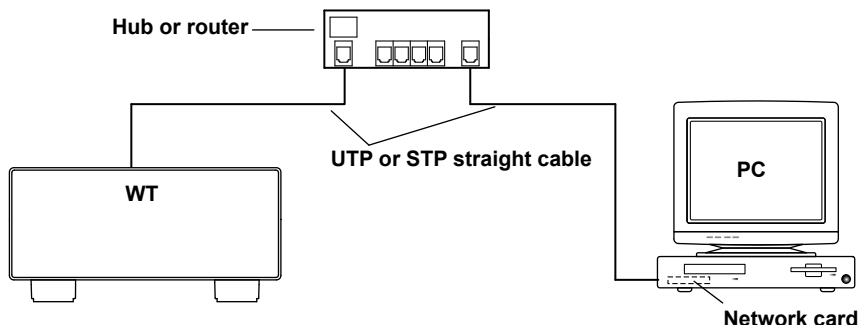 Hub or router
UTP or STP straight cable
WT
PC
Network card